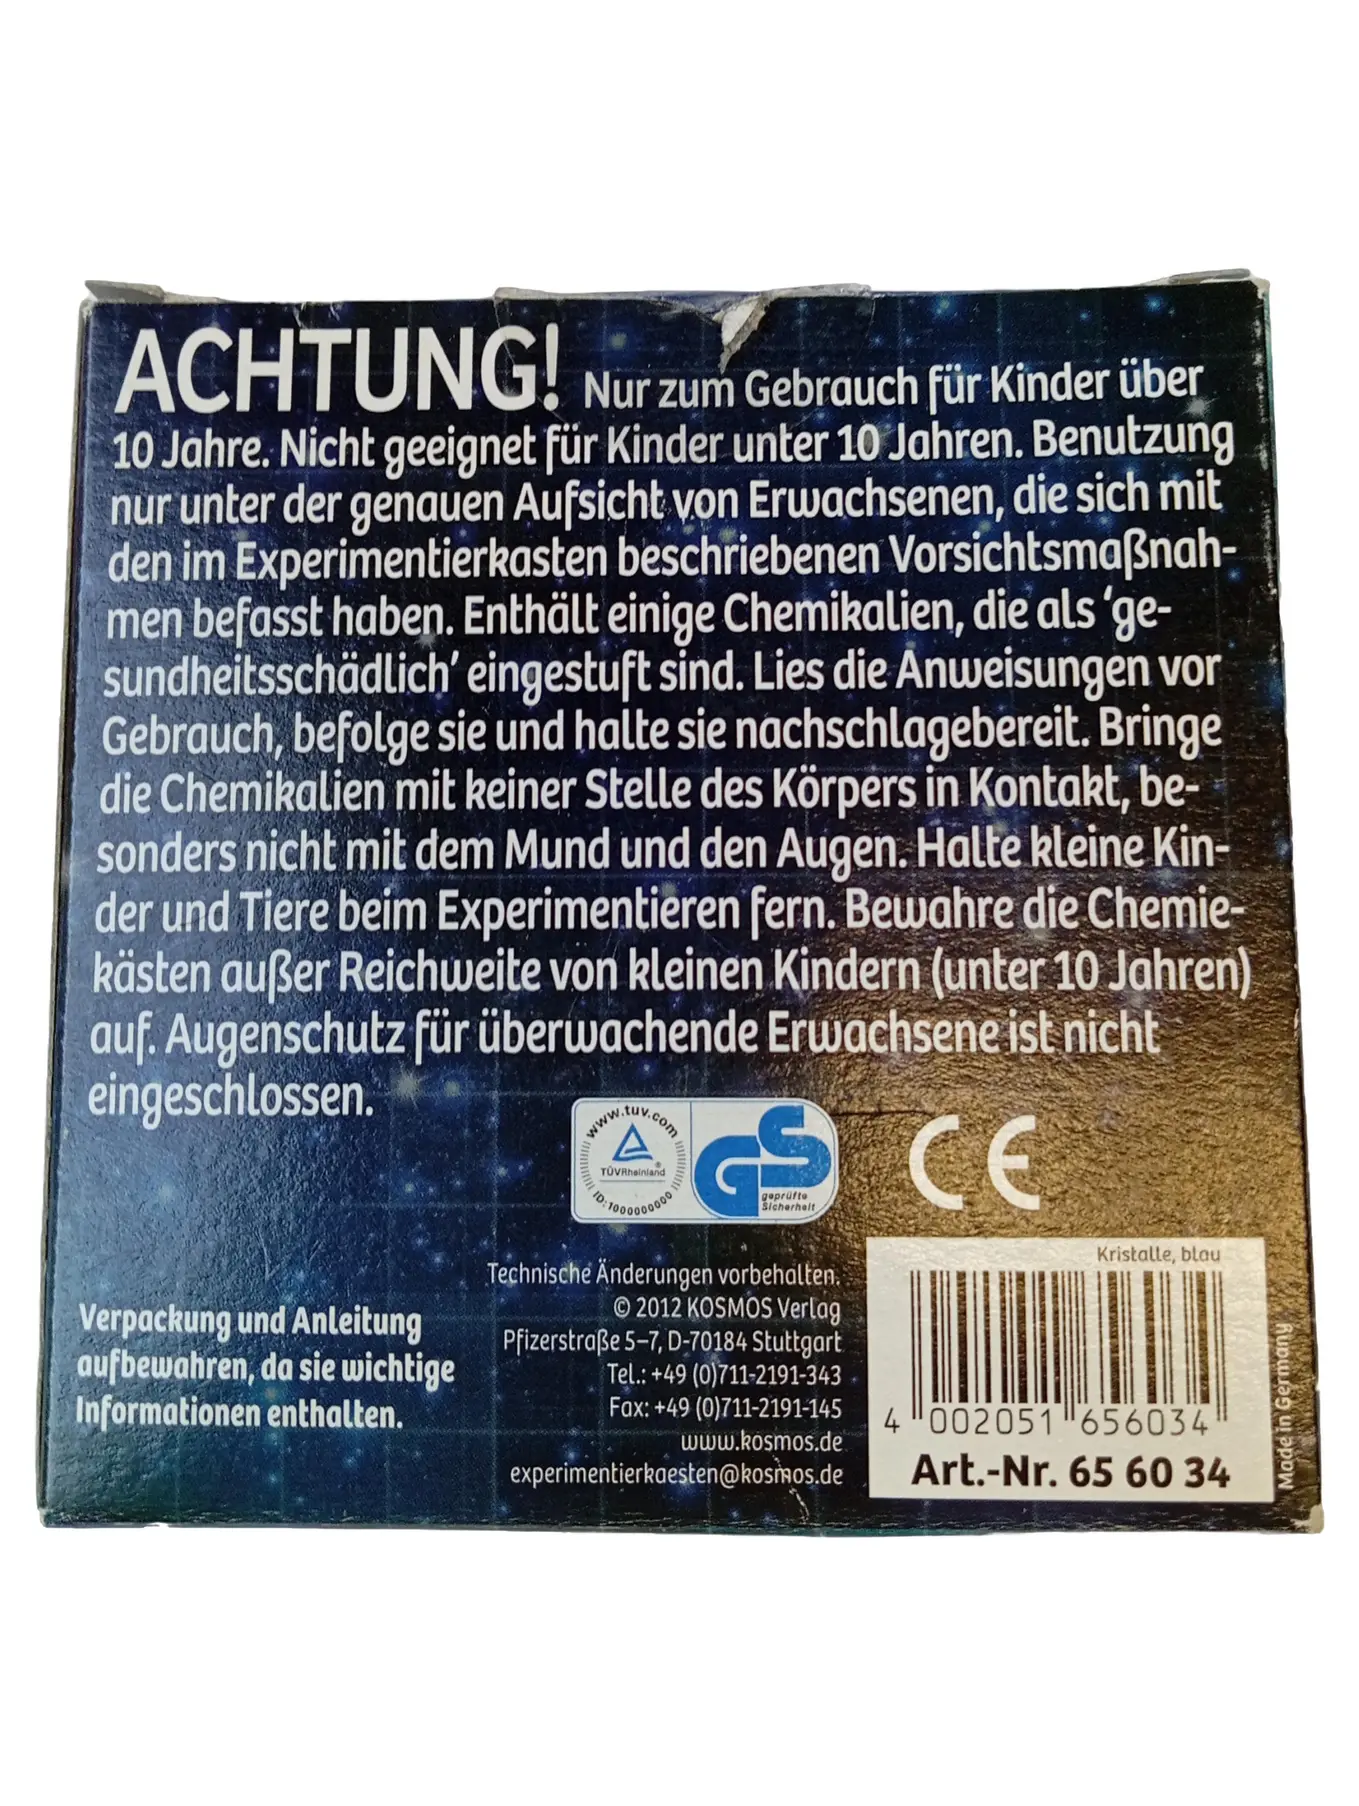 ACHTUNG! Nur zum Gebrauch für Kinder über
10 Jahre. Nicht geeignet für Kinder unter 10 Jahren. Benutzung
nur unter der genauen Aufsicht von Erwachsenen, die sich mit
den im Experimentierkasten beschriebenen Vorsichtsmaßnah-
men befasst haben. Enthält einige Chemikalien, die als ‘ge-
sundheitsschädlich’ eingestuft sind. Lies die Anweisungen vor
Gebrauch, befolge sie und halte sie nachschlagebereit. Bringe
die Chemikalien mit keiner Stelle des Körpers in Kontakt, be-
sonders nicht mit dem Mund und den Augen. Halte kleine Kin-
der und Tiere beim Experimentieren fern. Bewahre die Chemie-
kästen außer Reichweite von kleinen Kindern (unter 10 Jahren)
auf. Augenschutz für überwachende Erwachsene ist nicht
eingeschlossen.
www.tuv.com
TÜVRheinland®
ID:1000000000
GS
geprüfte
Sicherheit
CE
Verpackung und Anleitung
aufbewahren, da sie wichtige
Informationen enthalten.
Technische Änderungen vorbehalten.
© 2012 KOSMOS Verlag
Pfizerstraße 5–7, D-70184 Stuttgart
Tel.: +49 (0)711-2191-343
Fax: +49 (0)711-2191-145
www.kosmos.de
experimentierkaesten@kosmos.de
Kristalle, blau
4 002051 656034
Art.-Nr. 65 60 34
Made in Germany